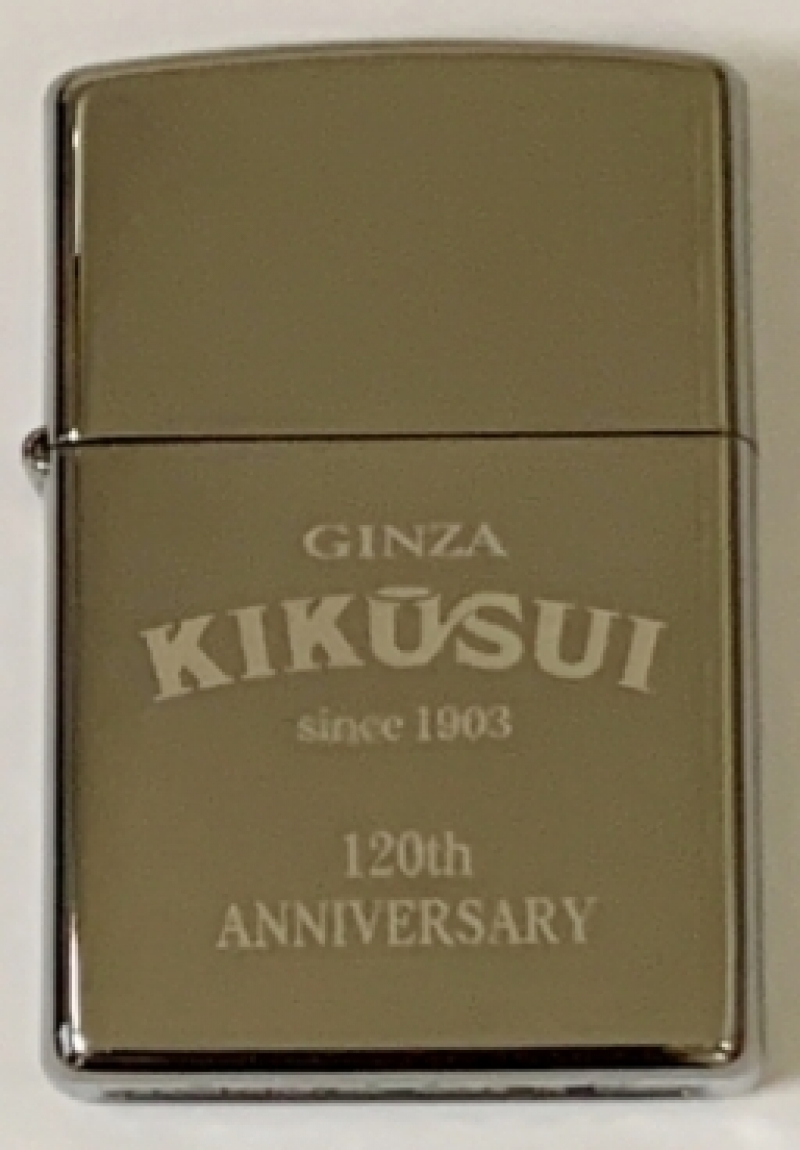 GINZA
KIKŪSUI
since 1903
120th
ANNIVERSARY